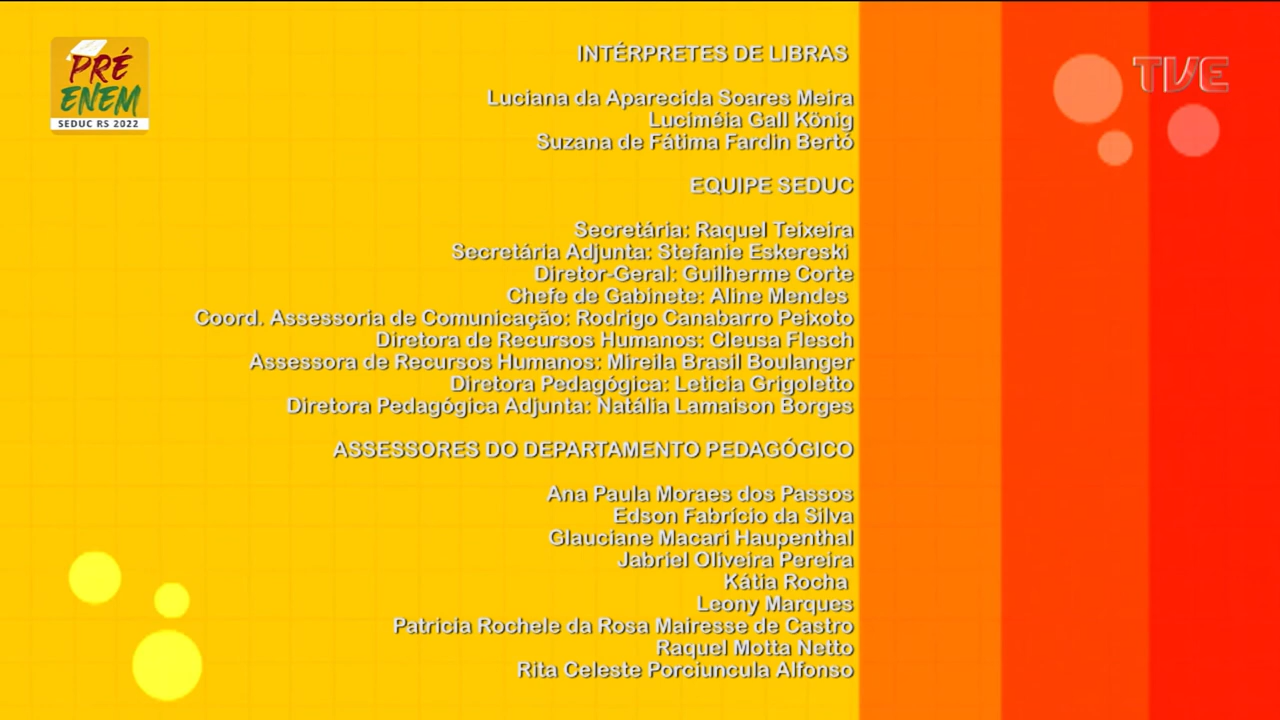 PRÉ
ENEM
SEDUC RS 2022
TVE
INTÉRPRETES DE LIBRAS
Luciana da Aparecida Soares Meira
Luciméia Gall König
Suzana de Fátima Fardin Bertó
EQUIPE SEDUC
Secretária: Raquel Teixeira
Secretária Adjunta: Stefanie Eskereski
Diretor-Geral: Guilherme Corte
Chefe de Gabinete: Aline Mendes
Coord. Assessoria de Comunicação: Rodrigo Canabarro Peixoto
Diretora de Recursos Humanos: Cleusa Flesch
Assessora de Recursos Humanos: Mireila Brasil Boulanger
Diretora Pedagógica: Leticia Grigoletto
Diretora Pedagógica Adjunta: Natália Lamaison Borges
ASSESSORES DO DEPARTAMENTO PEDAGÓGICO
Ana Paula Moraes dos Passos
Edson Fabrício da Silva
Glauciane Macari Haupenthal
Jabriel Oliveira Pereira
Kátia Rocha
Leony Marques
Patricia Rochele da Rosa Mairesse de Castro
Raquel Motta Netto
Rita Celeste Porciuncula Alfonso